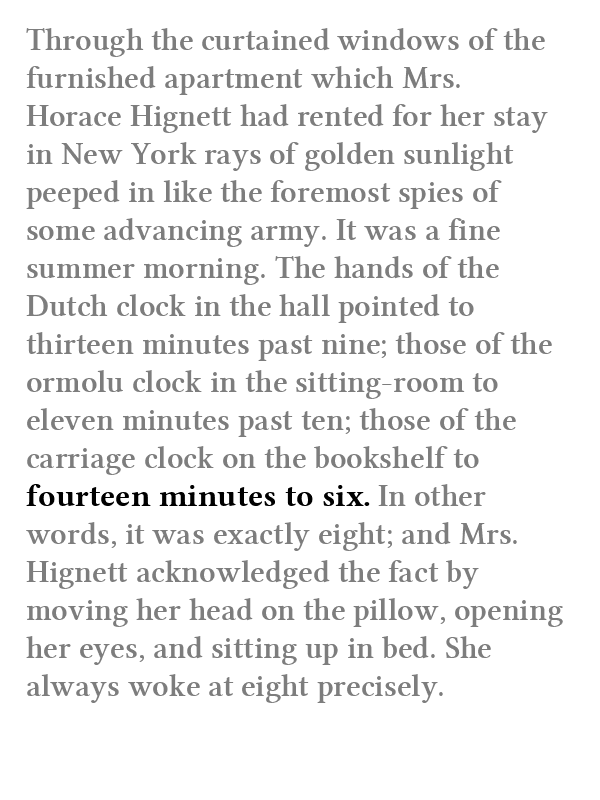 Through the curtained windows of the
furnished apartment which Mrs.
Horace Hignett had rented for her stay
in New York rays of golden sunlight
peeped in like the foremost spies of
some advancing army. It was a fine
summer morning. The hands of the
Dutch clock in the hall pointed to
thirteen minutes past nine; those of the
ormolu clock in the sitting-room to
eleven minutes past ten; those of the
carriage clock on the bookshelf to
fourteen minutes to six. In other
words, it was exactly eight; and Mrs.
Hignett acknowledged the fact by
moving her head on the pillow, opening
her eyes, and sitting up in bed. She
always woke at eight precisely.